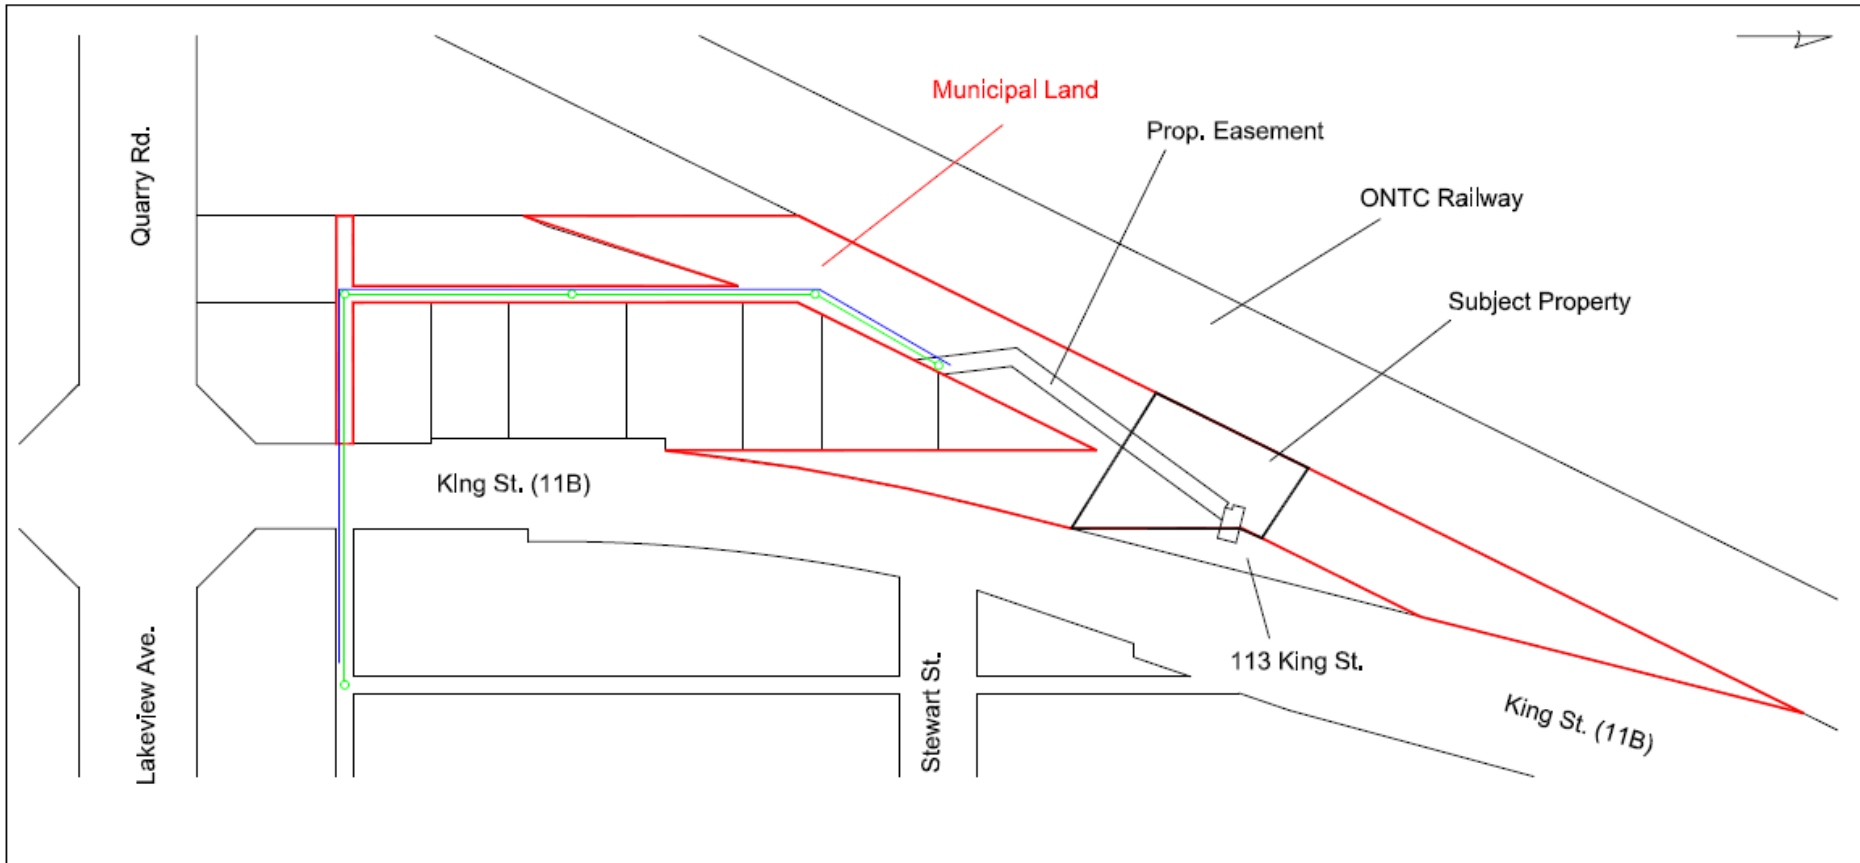 Municipal Land
Prop. Easement
ONTC Railway
Subject Property
Quarry Rd.
KIng St. (11B)
113 King St.
Lakeview Ave.
Stewart St.
King St. (11B)